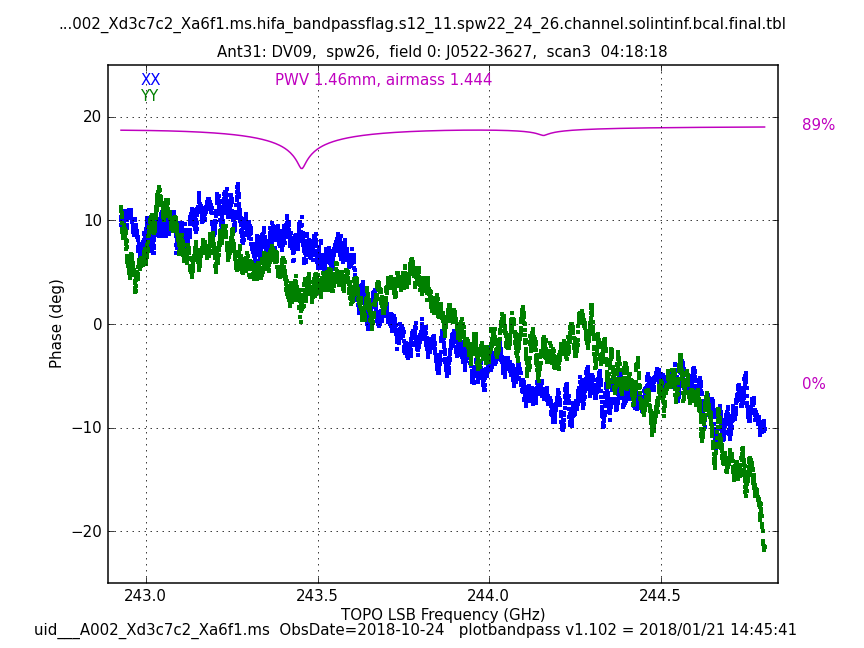 ...002_Xd3c7c2_Xa6f1.ms.hifa_bandpassflag.s12_11.spw22_24_26.channel.solintinf.bcal.final.tbl
Ant31: DV09, spw26, field 0: J0522-3627, scan3 04:18:18
XX
PWV 1.46mm, airmass 1.444
YY
20
89%
10
Phase (deg)
0
0%
−10
−20
243.0 243.5 244.0 244.5
TOPO LSB Frequency (GHz)
uid___A002_Xd3c7c2_Xa6f1.ms ObsDate=2018-10-24 plotbandpass v1.102 = 2018/01/21 14:45:41